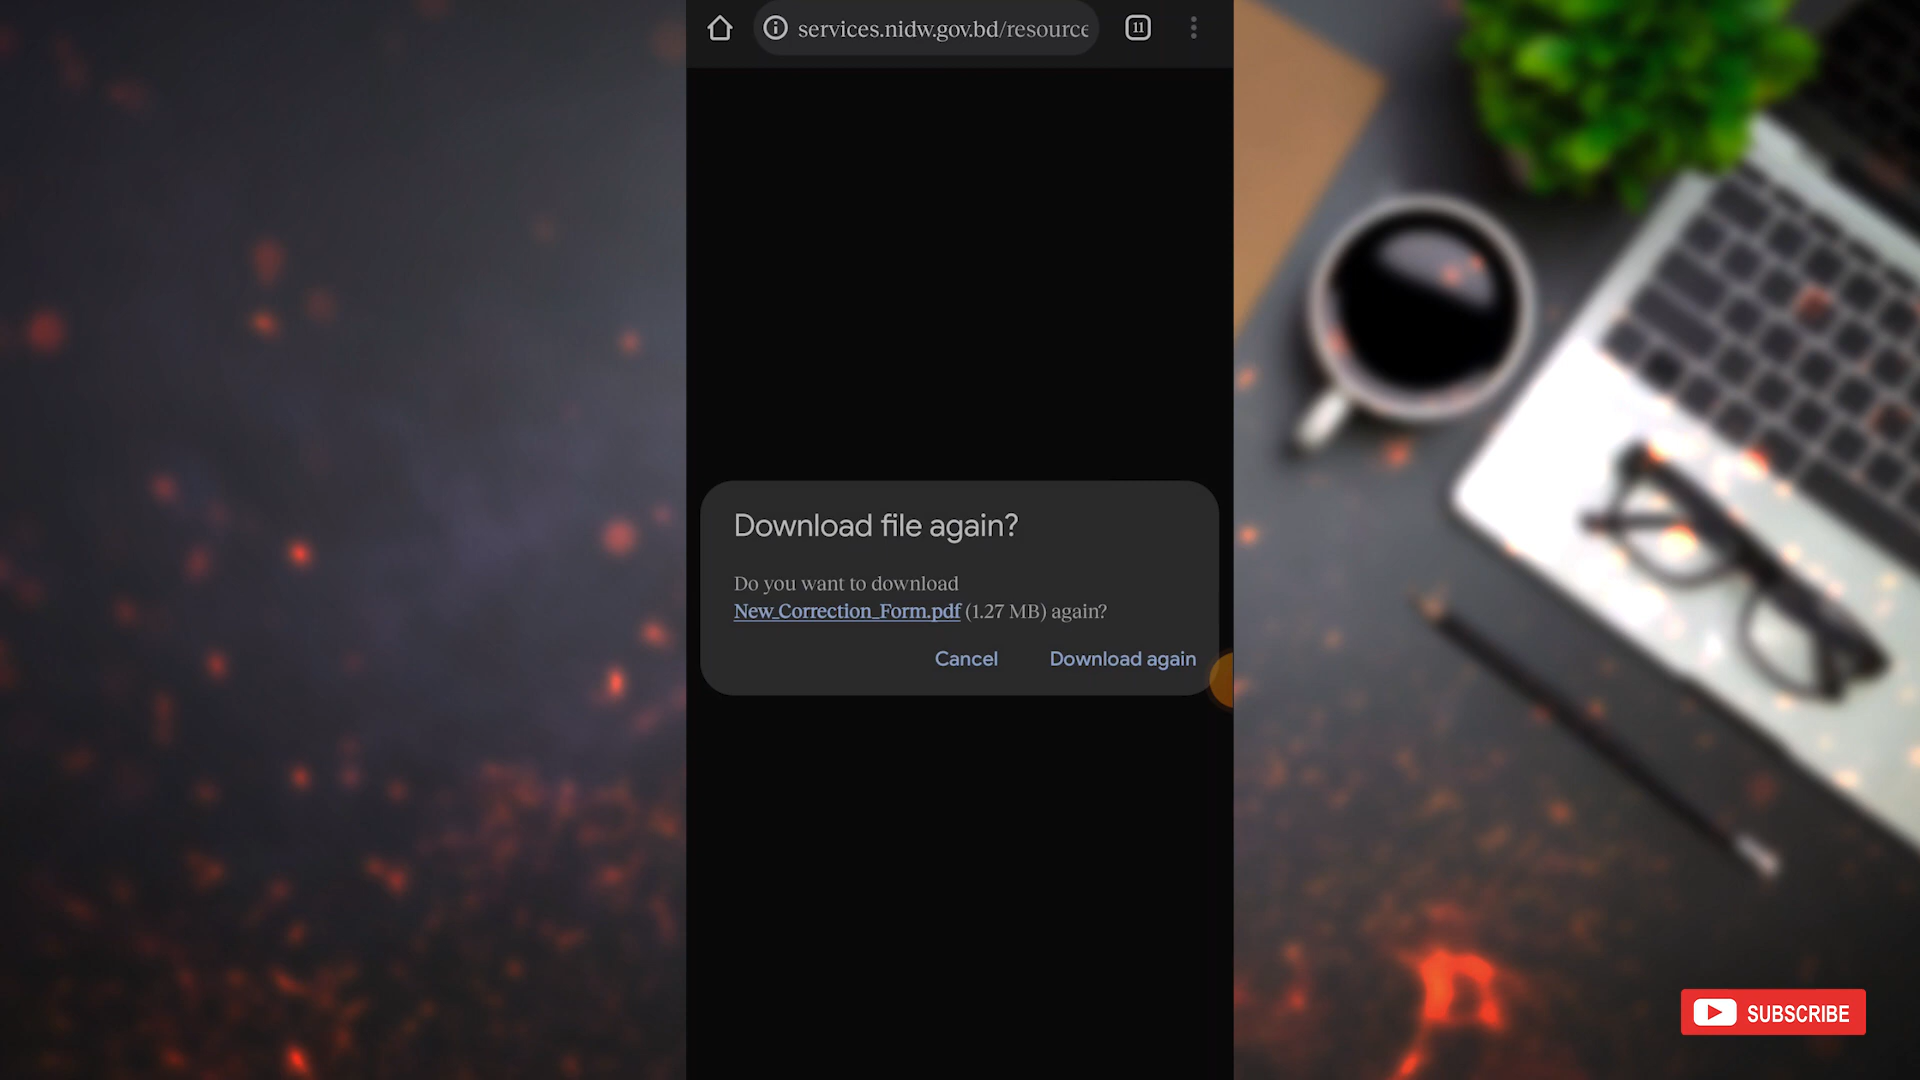 services.nidw.gov.bd/resource
11
Download file again?
Do you want to download
New_Correction_Form.pdf (1.27 MB) again?
Cancel
Download again
SUBSCRIBE